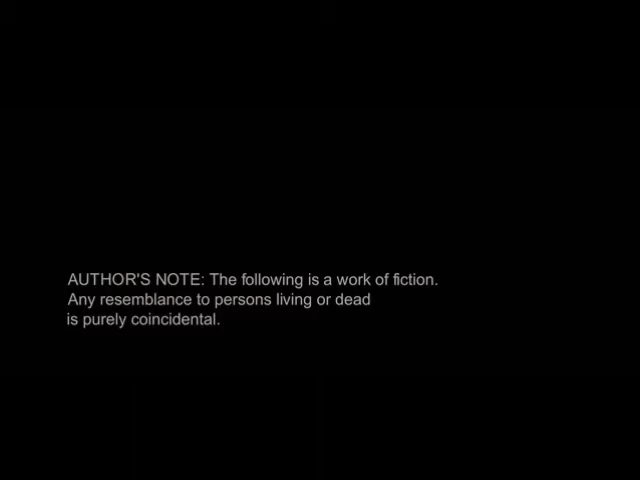 AUTHOR'S NOTE: The following is a work of fiction.
Any resemblance to persons living or dead
is purely coincidental.